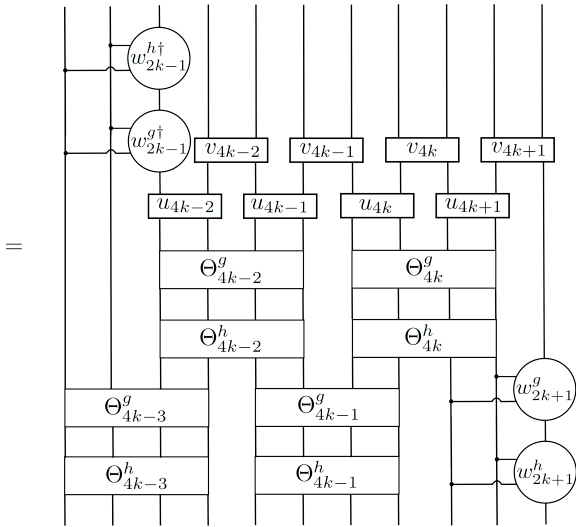 w^{h†}_{2k−1}
w^{g†}_{2k−1}
v_{4k−2} v_{4k−1} v_{4k} v_{4k+1}
u_{4k−2} u_{4k−1} u_{4k} u_{4k+1}
=
Θ^g_{4k−2} Θ^g_{4k}
Θ^h_{4k−2} Θ^h_{4k}
w^g_{2k+1}
Θ^g_{4k−3} Θ^g_{4k−1}
w^h_{2k+1}
Θ^h_{4k−3} Θ^h_{4k−1}